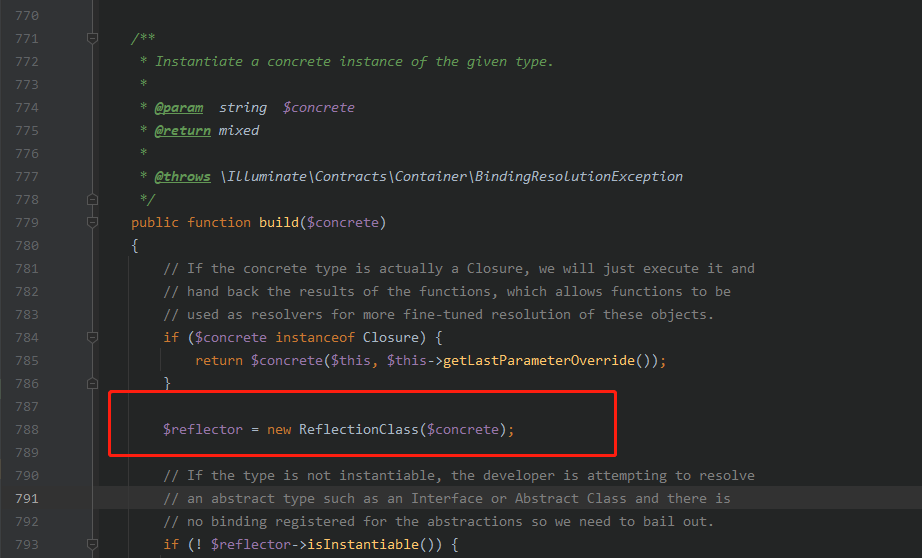 770
771 /**
772 * Instantiate a concrete instance of the given type.
773 *
774 * @param string $concrete
775 * @return mixed
776 *
777 * @throws \Illuminate\Contracts\Container\BindingResolutionException
778 */
779 public function build($concrete)
780 {
781 // If the concrete type is actually a Closure, we will just execute it and
782 // hand back the results of the functions, which allows functions to be
783 // used as resolvers for more fine-tuned resolution of these objects.
784 if ($concrete instanceof Closure) {
785 return $concrete($this, $this->getLastParameterOverride());
786 }
787
788 $reflector = new ReflectionClass($concrete);
789
790 // If the type is not instantiable, the developer is attempting to resolve
791 // an abstract type such as an Interface or Abstract Class and there is
792 // no binding registered for the abstractions so we need to bail out.
793 if (! $reflector->isInstantiable()) {